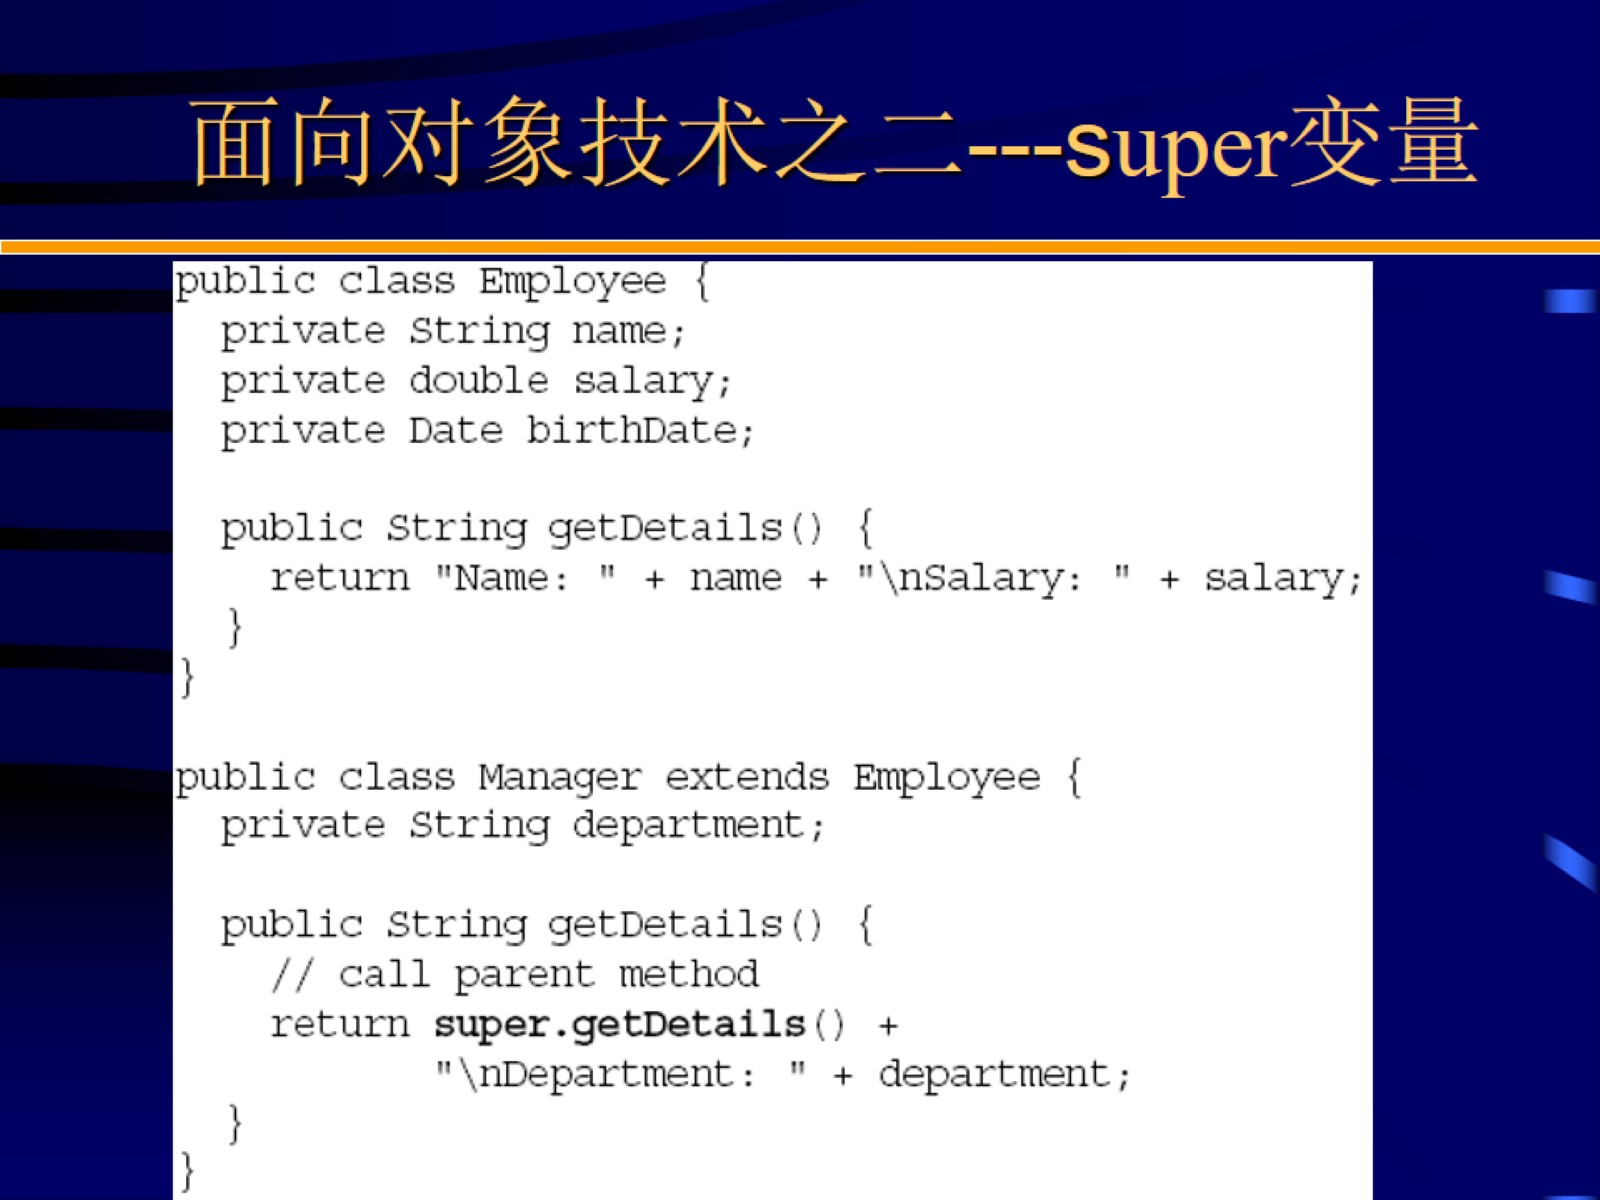 面向对象技术之二---super变量
public class Employee {
  private String name;
  private double salary;
  private Date birthDate;
  public String getDetails() {
    return "Name: " + name + "\nSalary: " + salary;
  }
}
public class Manager extends Employee {
  private String department;
  public String getDetails() {
    // call parent method
    return super.getDetails() +
           "\nDepartment: " + department;
  }
}